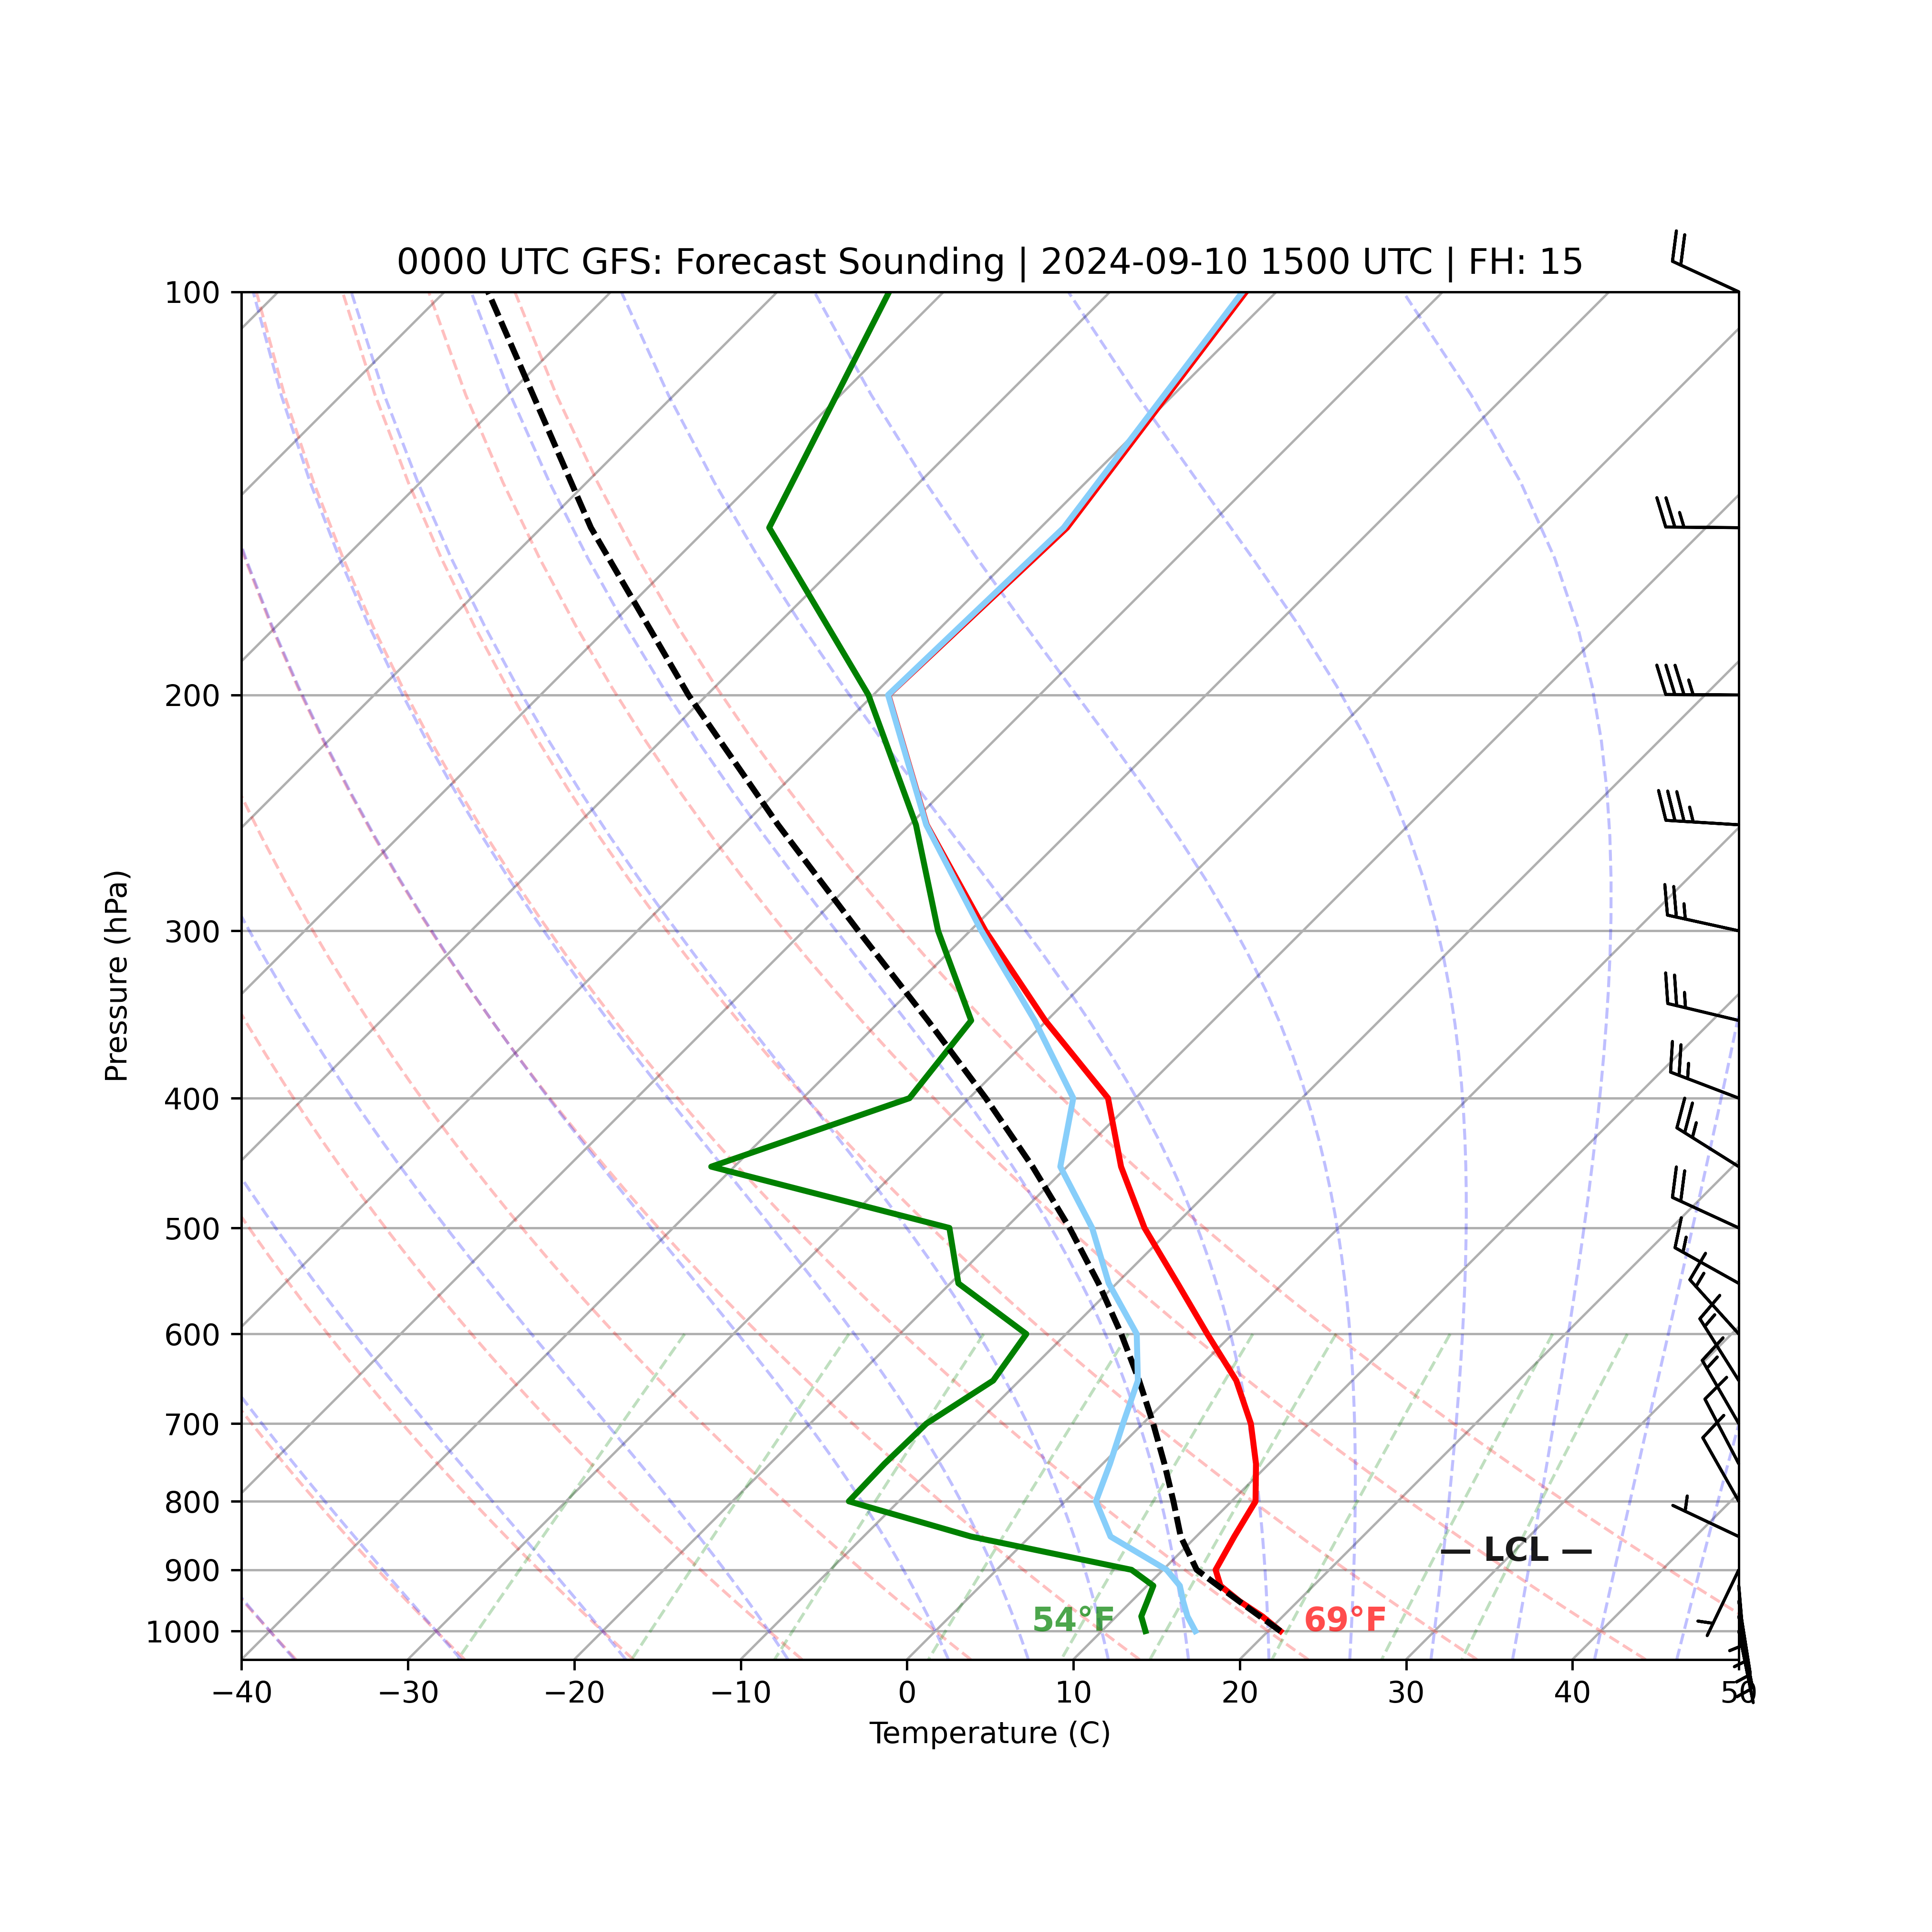 0000 UTC GFS: Forecast Sounding | 2024-09-10 1500 UTC | FH: 15
100
200
300
400
500
600
700
800
900
1000
Pressure (hPa)
— LCL —
54°F
69°F
−40 −30 −20 −10 0 10 20 30 40 50
Temperature (C)